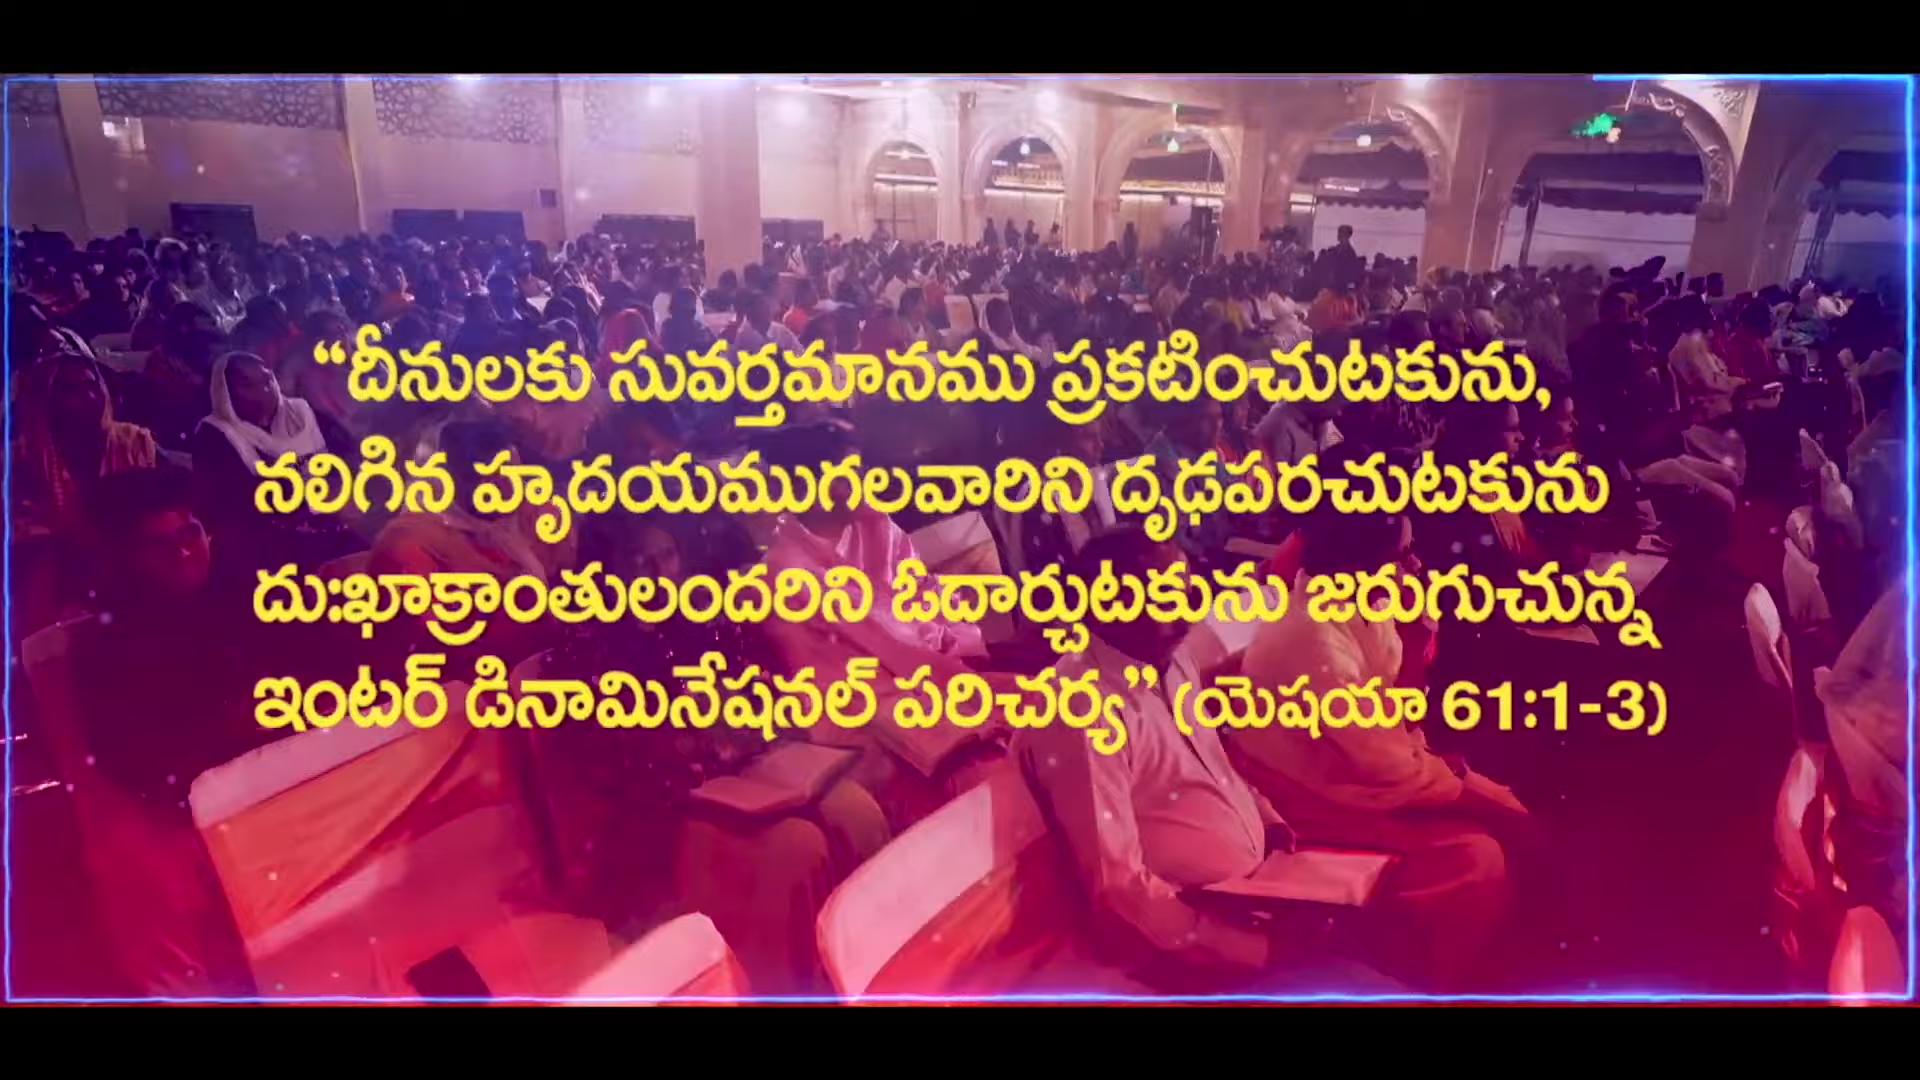 “దీనులకు సువర్తమానము ప్రకటించుటకును,
నలిగిన హృదయముగలవారిని దృఢపరచుటకును
దు:ఖాక్రాంతులందరిని ఓదార్చుటకును జరుగుచున్న
ఇంటర్ డినామినేషనల్ పరిచర్య” (యెషయా 61:1-3)